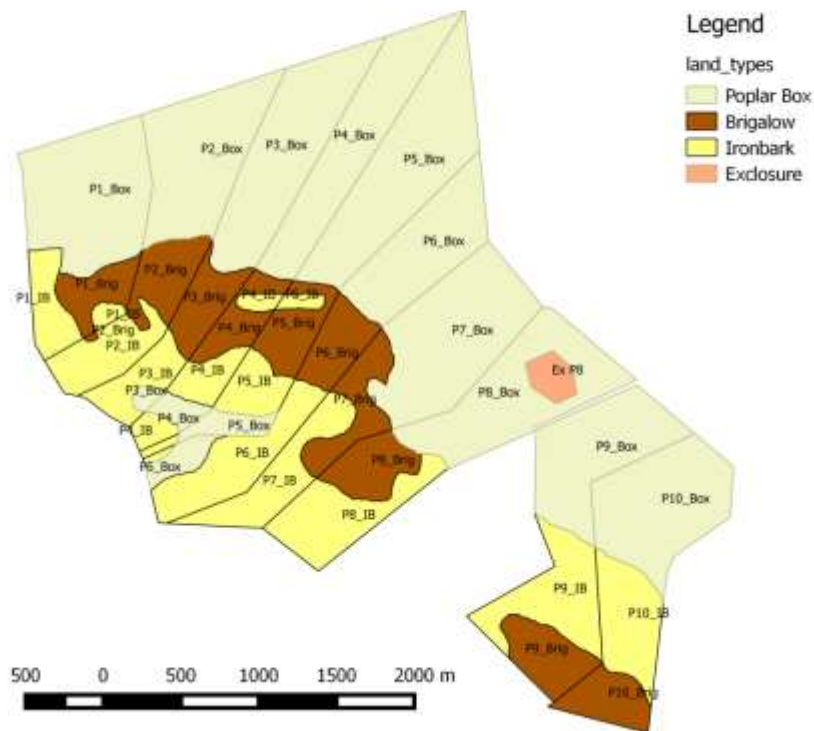 Legend
land_types
Poplar Box
Brigalow
Ironbark
Exclosure
P1_Box
P2_Box
P3_Box
P4_Box
P5_Box
P6_Box
P7_Box
P8_Box
Ex P8
P9_Box
P10_Box
P1_IB
P1_Brig
P2_Brig
P3_Brig
P4_IB
P5_IB
P1_IB
P2_Brig
P2_IB
P4_Brig
P5_Brig
P6_Brig
P3_IB
P4_IB
P5_IB
P7_Brig
P3_Box
P4_Box
P5_Box
P6_Box
P6_IB
P7_IB
P8_Brig
P8_IB
P9_IB
P10_IB
P9_Brig
P10_Brig
500 0 500 1000 1500 2000 m